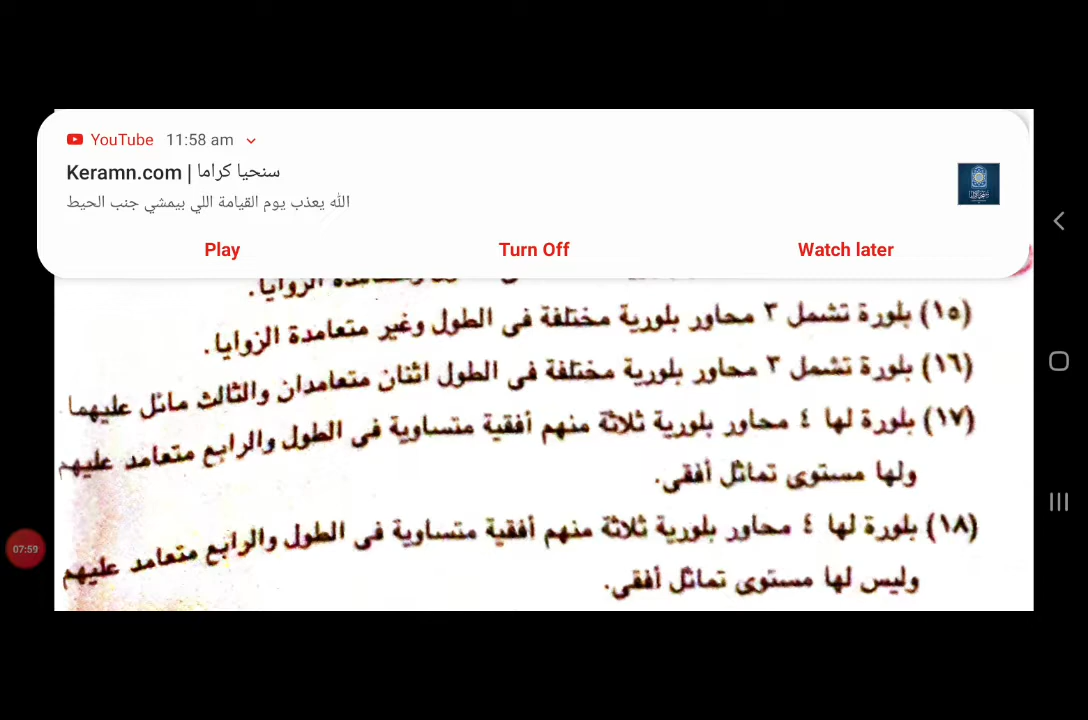 YouTube 11:58 am
Keramn.com | سنحيا كراما
الله يعذب يوم القيامة اللي بيمشي جنب الحيط
Play Turn Off Watch later
الزوايا.
(١٥) بلورة تشمل ٣ محاور بلورية مختلفة فى الطول وغير متعامدة الزوايا.
(١٦) بلورة تشمل ٣ محاور بلورية مختلفة فى الطول اثنان متعامدان والثالث مائل عليهما
(١٧) بلورة لها ٤ محاور بلورية ثلاثة منهم أفقية متساوية فى الطول والرابع متعامد عليهم
ولها مستوى تماثل أفقى.
07:59
(١٨) بلورة لها ٤ محاور بلورية ثلاثة منهم أفقية متساوية فى الطول والرابع متعامد عليهم
وليس لها مستوى تماثل أفقي.